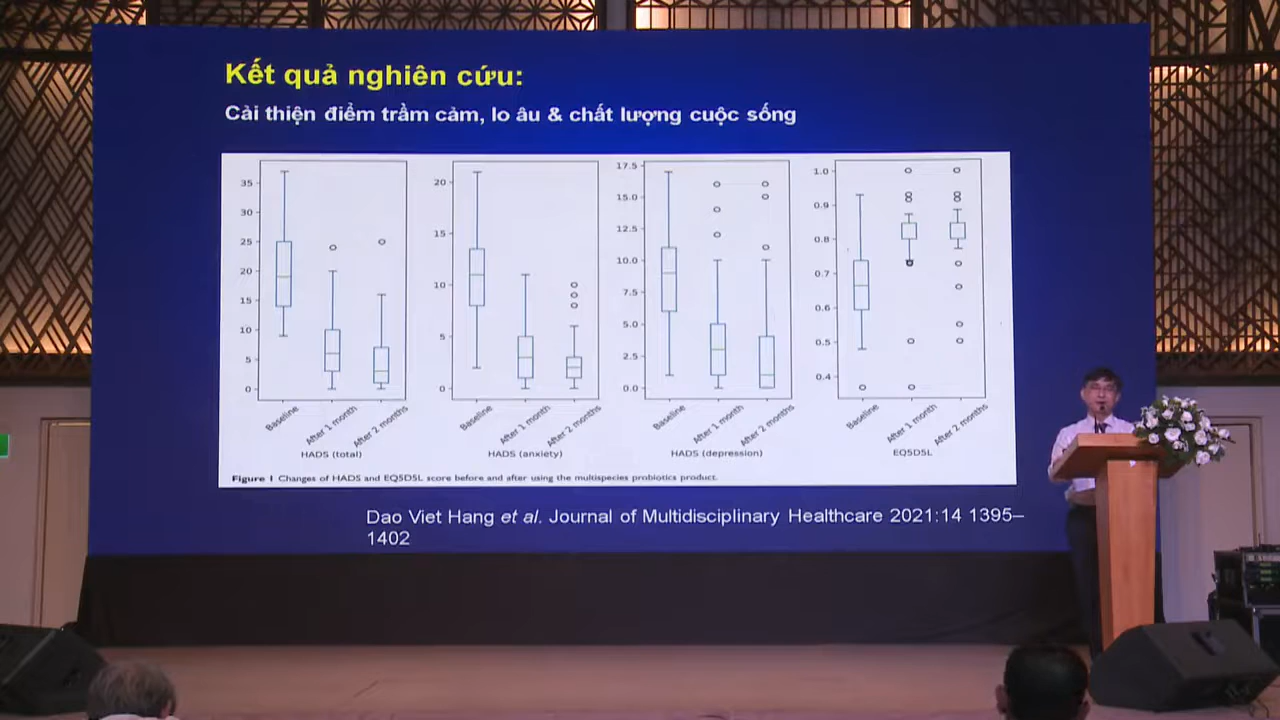 Kết quả nghiên cứu:
Cải thiện điểm trầm cảm, lo âu & chất lượng cuộc sống
35
30
25
20
15
10
5
0
Baseline
After 1 month
After 2 months
HADS (total)
20
15
10
5
0
Baseline
After 1 month
After 2 months
HADS (anxiety)
17.5
15.0
12.5
10.0
7.5
5.0
2.5
0.0
Baseline
After 1 month
After 2 months
HADS (depression)
1.0
0.9
0.8
0.7
0.6
0.5
0.4
Baseline
After 1 month
After 2 months
EQ5D5L
Figure 1 Changes of HADS and EQ5D5L score before and after using the multispecies probiotics product.
Dao Viet Hang et al. Journal of Multidisciplinary Healthcare 2021:14 1395–
1402